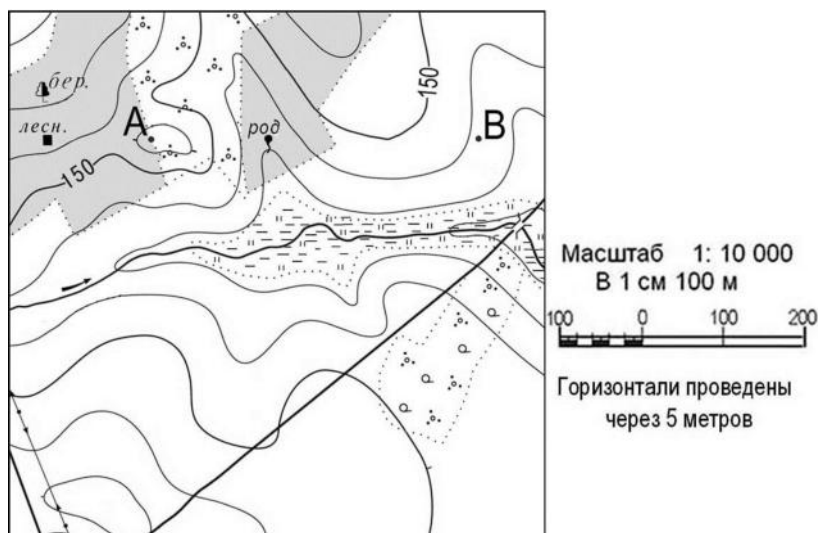 150
бер.
лесн.
А
род
В
150
Масштаб 1: 10 000
В 1 см 100 м
100 0 100 200
Горизонтали проведены
через 5 метров